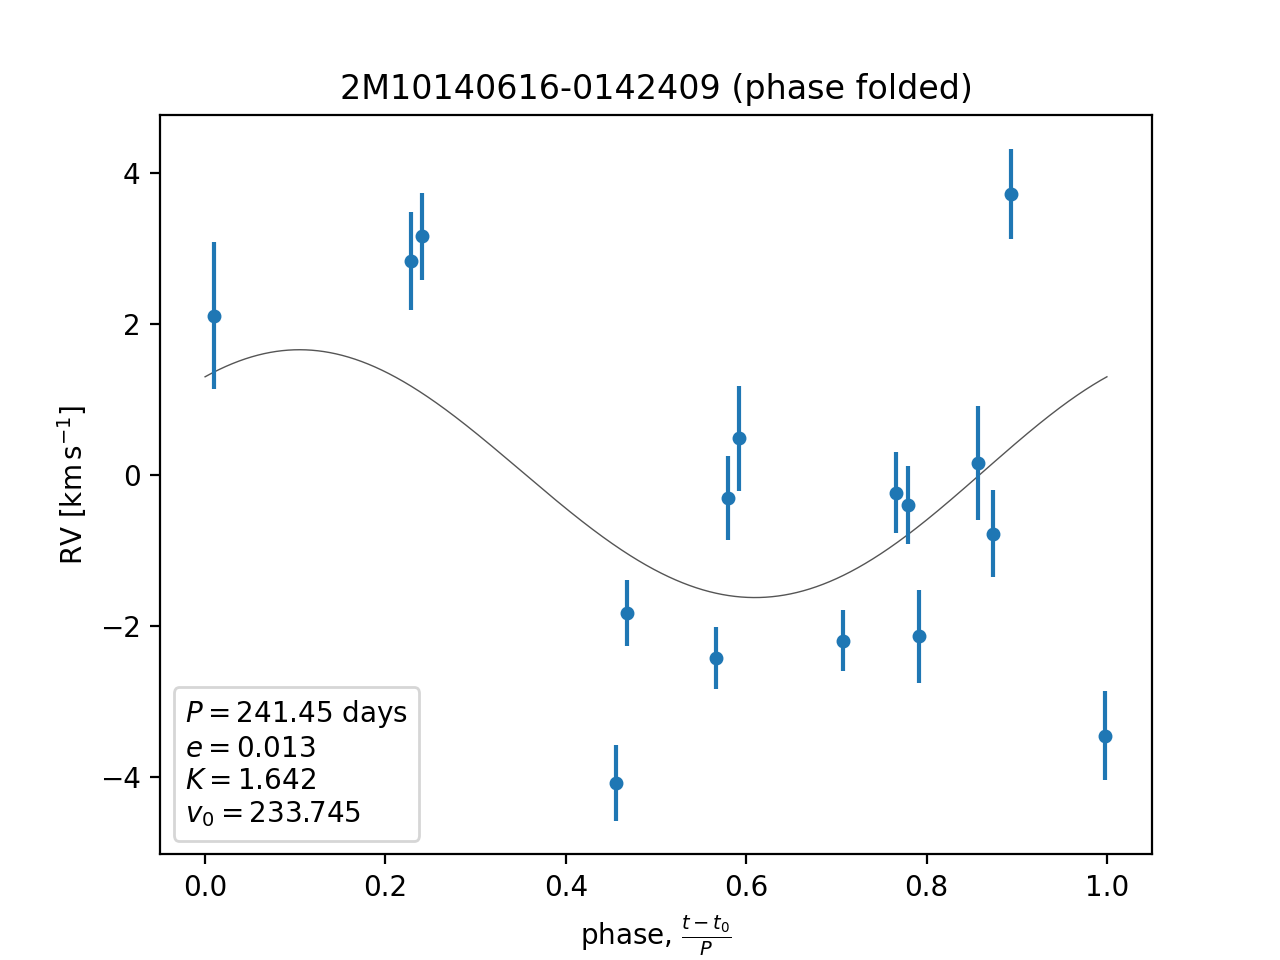 2M10140616-0142409 (phase folded)
RV [km s⁻¹]
4
2
0
−2
−4
P = 241.45 days
e = 0.013
K = 1.642
v₀ = 233.745
0.0 0.2 0.4 0.6 0.8 1.0
phase, (t − t₀)/P